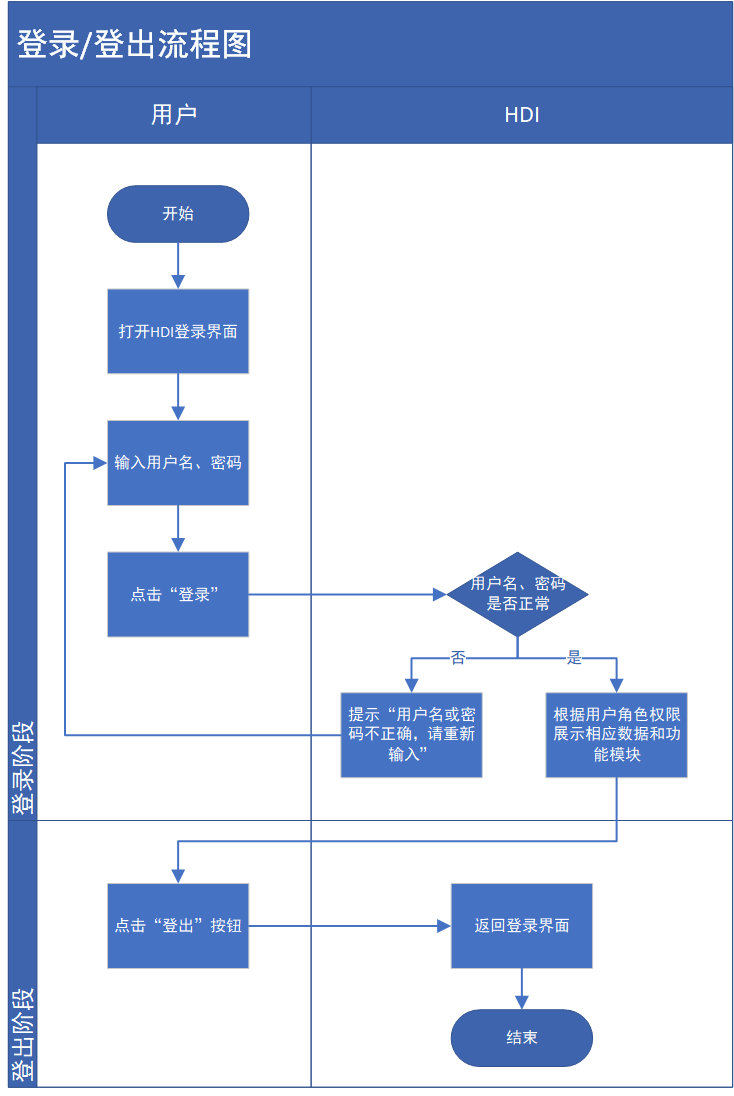 登录/登出流程图
用户
HDI
开始
打开HDI登录界面
输入用户名、密码
点击“登录”
用户名、密码
是否正常
否
是
提示“用户名或密
码不正确，请重新
输入”
根据用户角色权限
展示相应数据和功
能模块
登录阶段
点击“登出”按钮
返回登录界面
结束
登出阶段